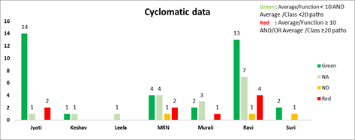 Cyclomatic data
Green: Average/Function < 10 AND
Average /Class <20 paths
Red : Average/Function ≥ 10
AND/OR Average /Class ≥20 paths
16
14
12
10
8
6
4
2
0
14
1
2
1
1
1
4
4
1
2
2
3
1
13
7
1
4
2
1
Jyoti
Keshav
Leela
MRN
Murali
Ravi
Suri
Green
NA
ND
Red